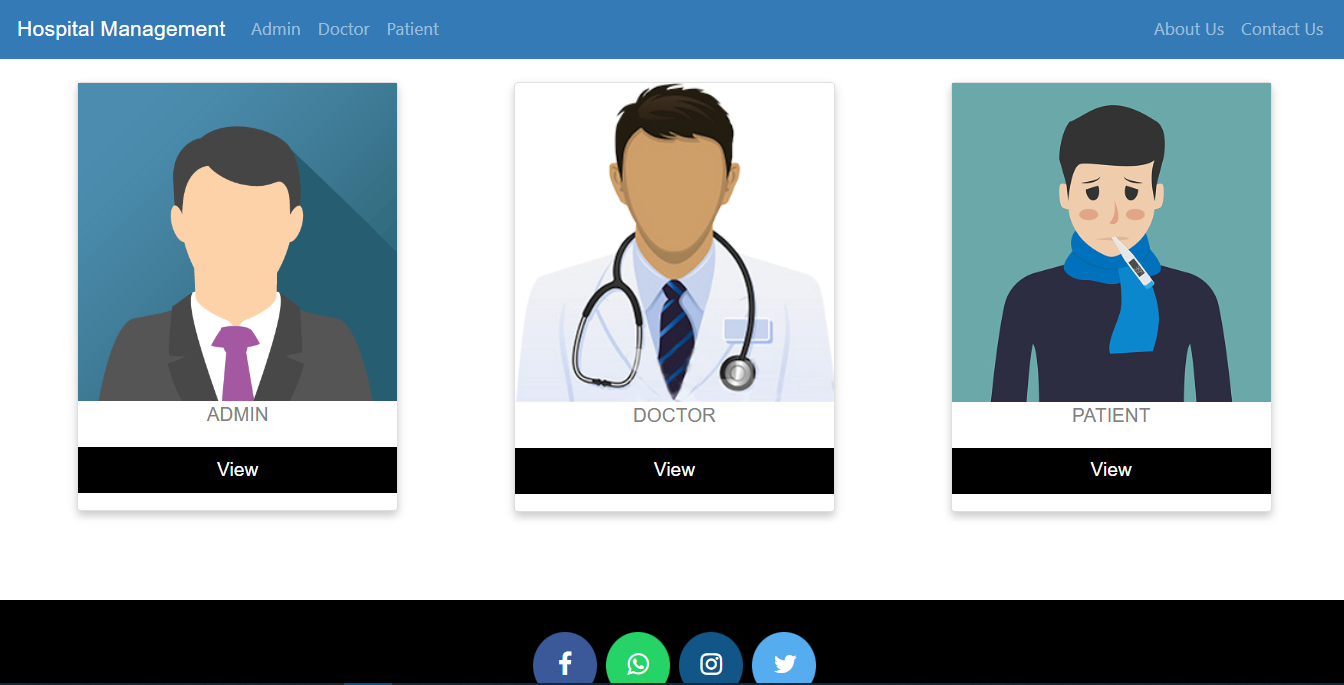 Hospital Management Admin Doctor Patient About Us Contact Us
ADMIN DOCTOR PATIENT
View View View